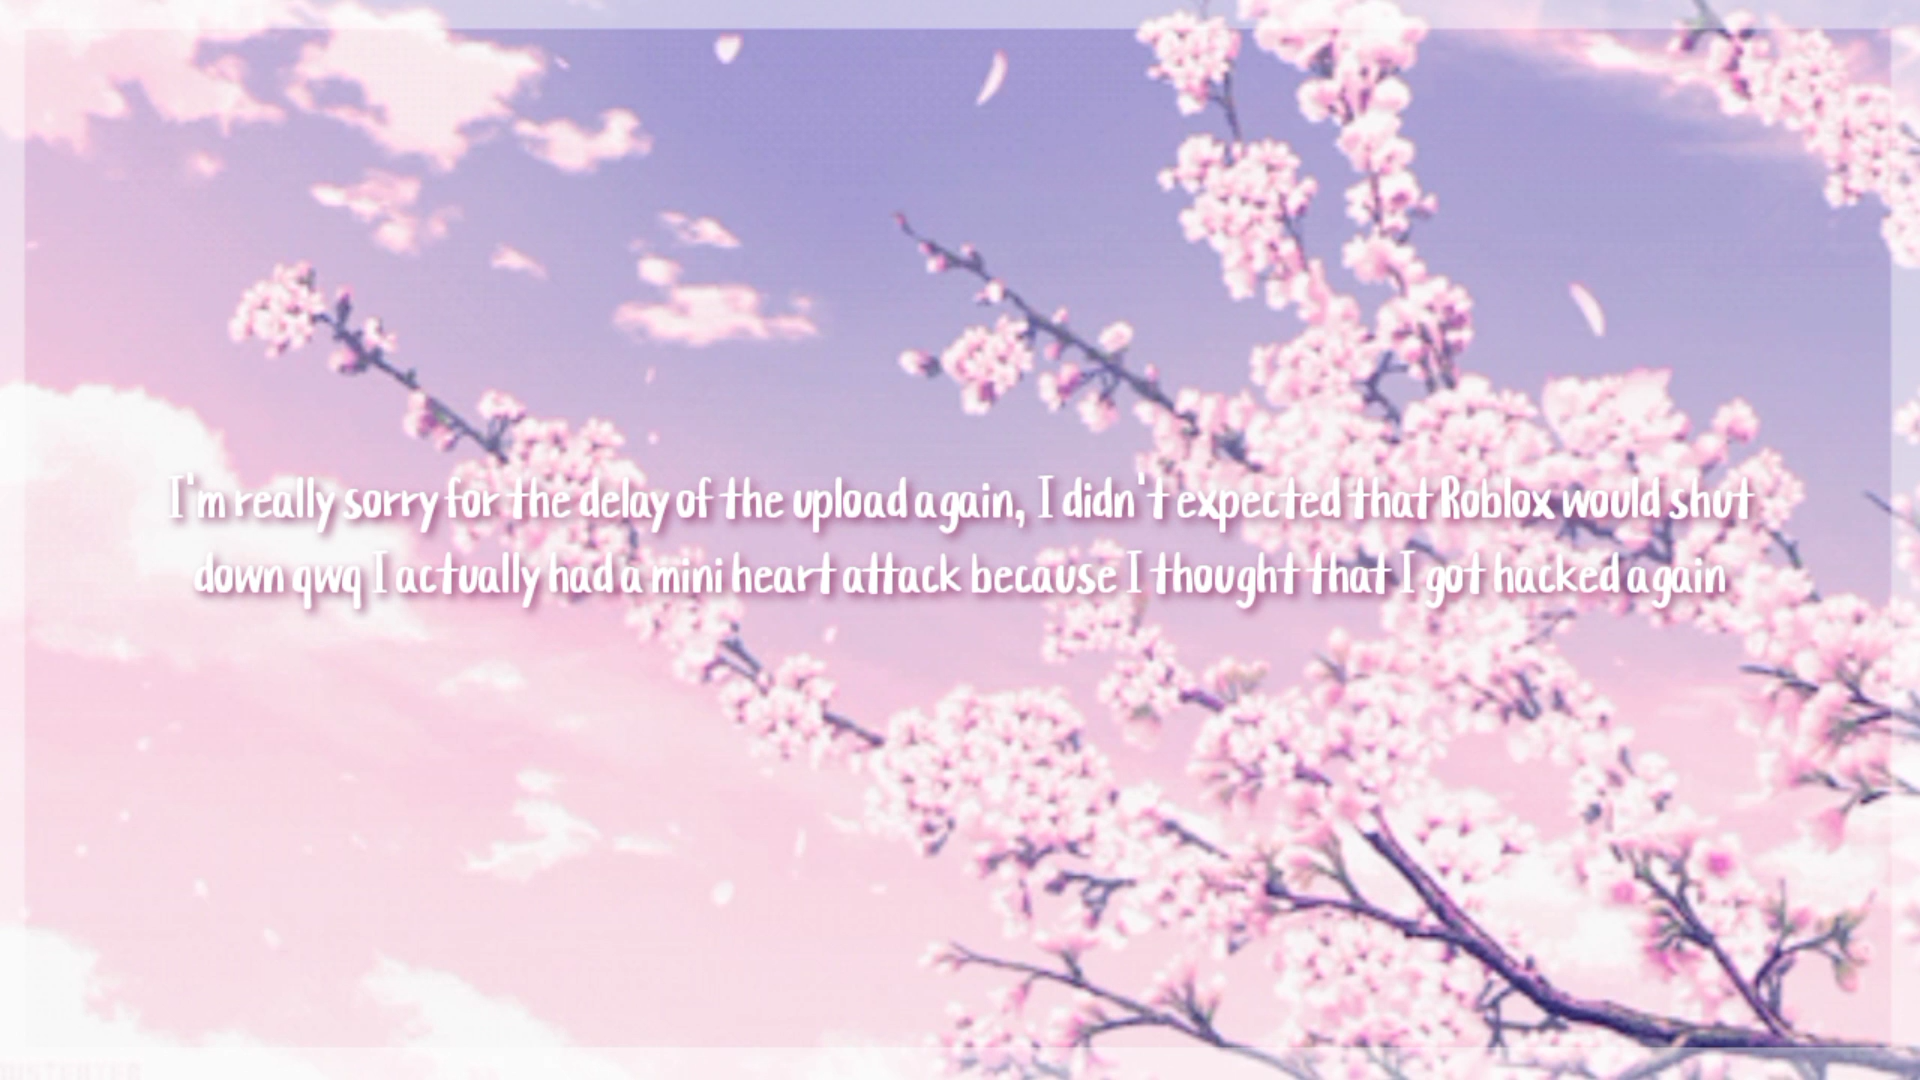 I'm really sorry for the delay of the upload again, I didn't expected that Roblox would shut
down qwq I actually had a mini heart attack because I thought that I got hacked again